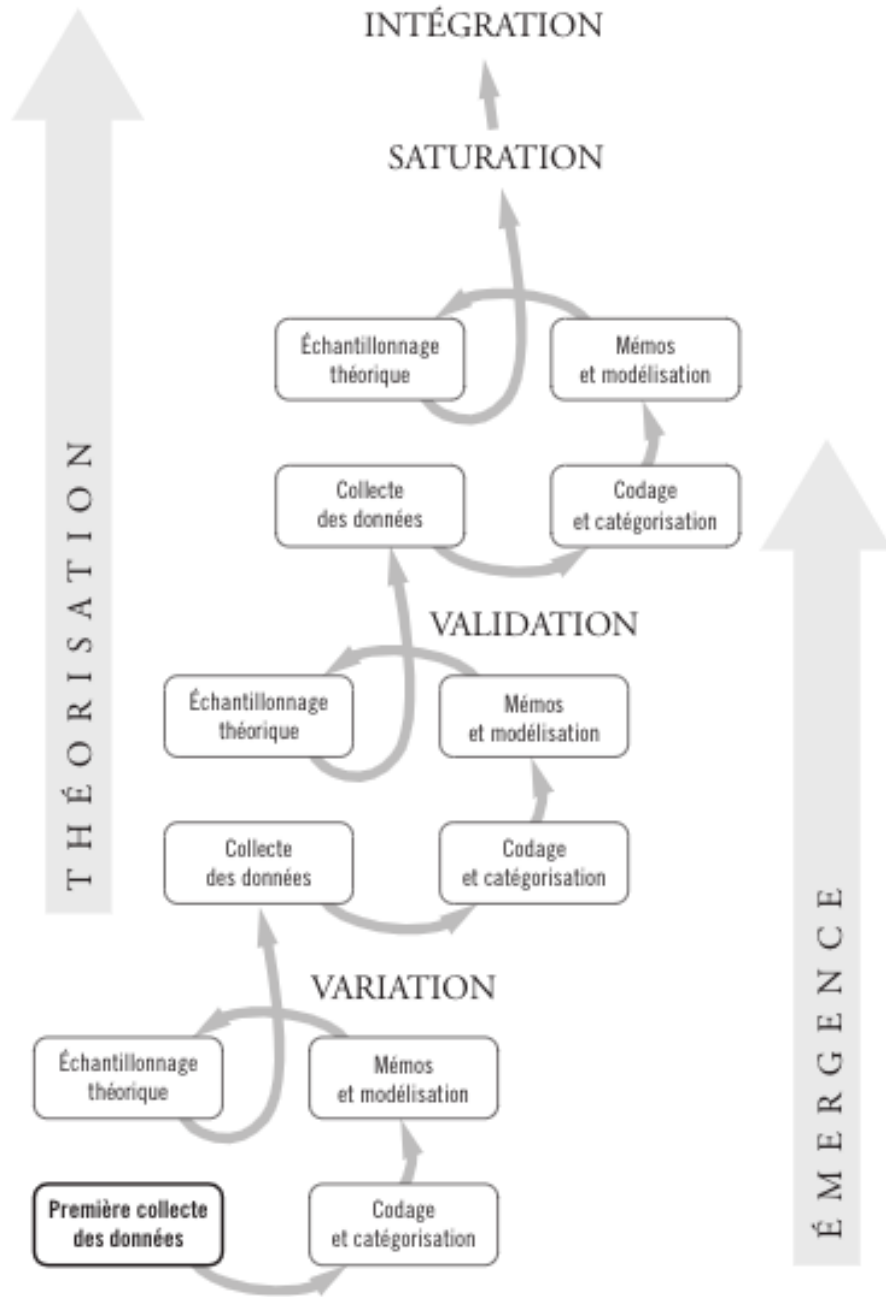 INTÉGRATION
SATURATION
Échantillonnage
théorique
Mémos
et modélisation
Collecte
des données
Codage
et catégorisation
VALIDATION
Échantillonnage
théorique
Mémos
et modélisation
Collecte
des données
Codage
et catégorisation
VARIATION
Échantillonnage
théorique
Mémos
et modélisation
Première collecte
des données
Codage
et catégorisation
THÉORISATION
ÉMERGENCE